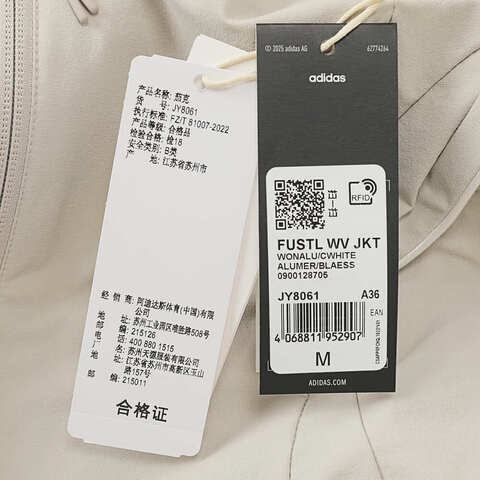 产品名称: 茄克
货 号: JY8061
执行标准: FZ/T 81007-2022
产品等级: 合格品
检验合格: 检18
安全类别: B类
产 地: 江苏省苏州市
经 销 商: 阿迪达斯体育(中国)有限
公司
地 址: 苏州工业园区唯胜路508号
邮 编: 215126
电 话: 400 880 1515
厂 名: 苏州天源服装有限公司
地 址: 江苏省苏州市高新区玉山
路157号
邮 编: 215011
合格证
© 2025 adidas AG
62774264
adidas
RFID
FUSTL WV JKT
WONALU/CWHITE
ALUMER/BLAESS
0900128705
JY8061 A36
EAN
4 068811 952907
M
ADIDAS.COM